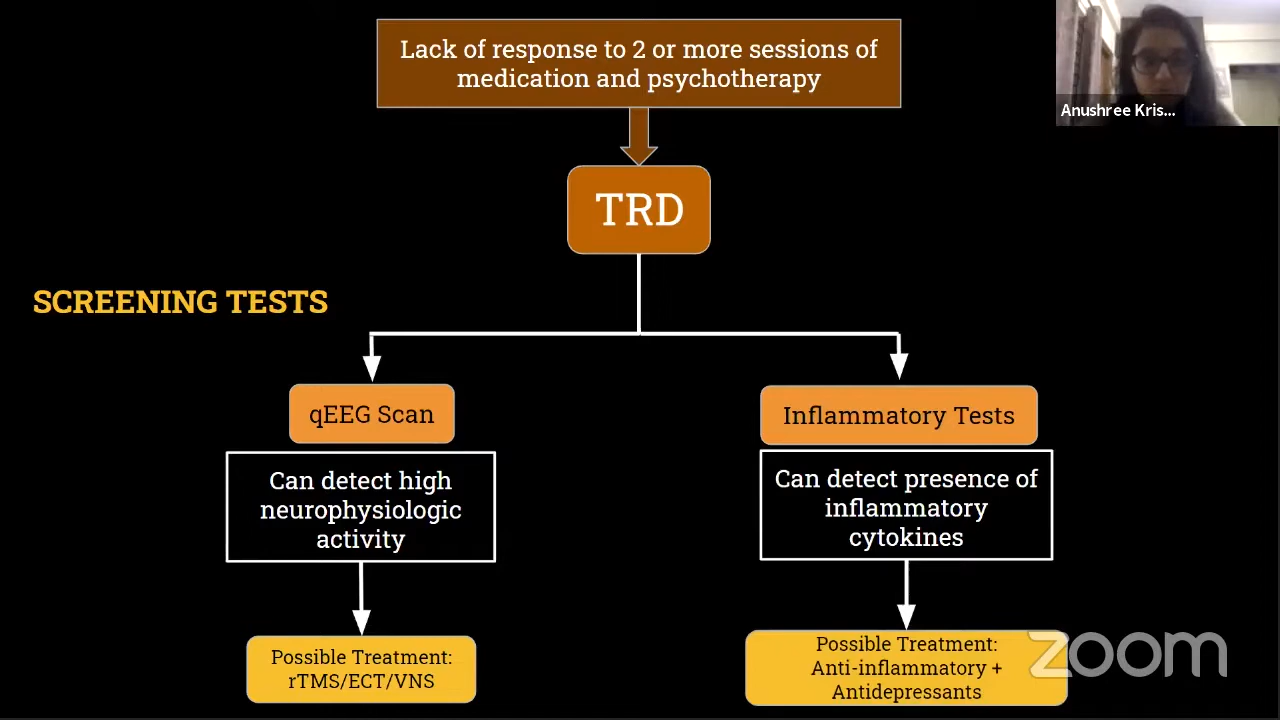 Lack of response to 2 or more sessions of
medication and psychotherapy
Anushree Kris...
TRD
SCREENING TESTS
qEEG Scan
Inflammatory Tests
Can detect high
neurophysiologic
activity
Can detect presence of
inflammatory
cytokines
Possible Treatment:
rTMS/ECT/VNS
Possible Treatment:
Anti-inflammatory +
Antidepressants
zoom